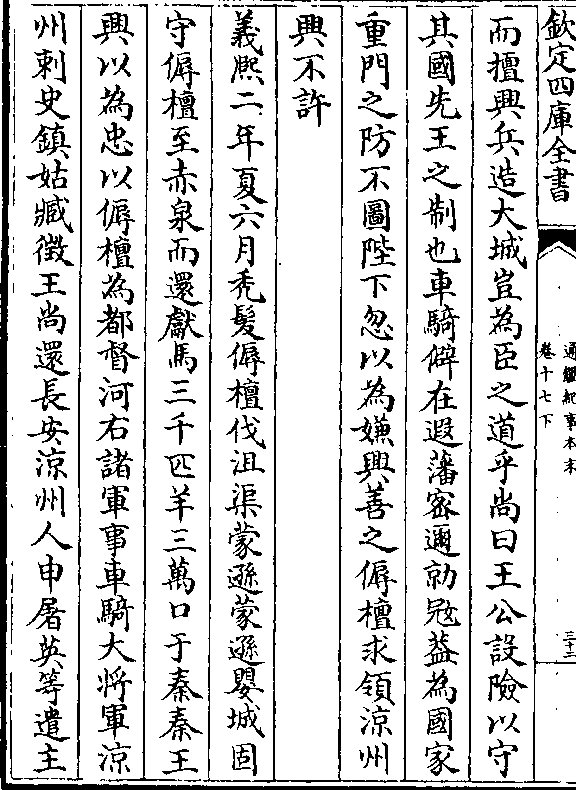 欽定四庫全書
通鑑紀事本末
卷十七下
三十二
而擅興兵造大城豈為臣之道乎尚曰王公設險以守
其國先王之制也車騎僻在遐藩密邇勍冦葢為國家
重門之防不圖陛下忽以為嫌興善之傉檀求領涼州
興不許
義熙二年夏六月秃髮傉檀伐沮渠蒙遜蒙遜嬰城固
守傉檀至赤泉而還獻馬三千匹羊三萬口于秦秦王
興以為忠以傉檀為都督河右諸軍事車騎大將軍涼
州刺史鎮姑臧徵王尚還長安涼州人申屠英等遣主